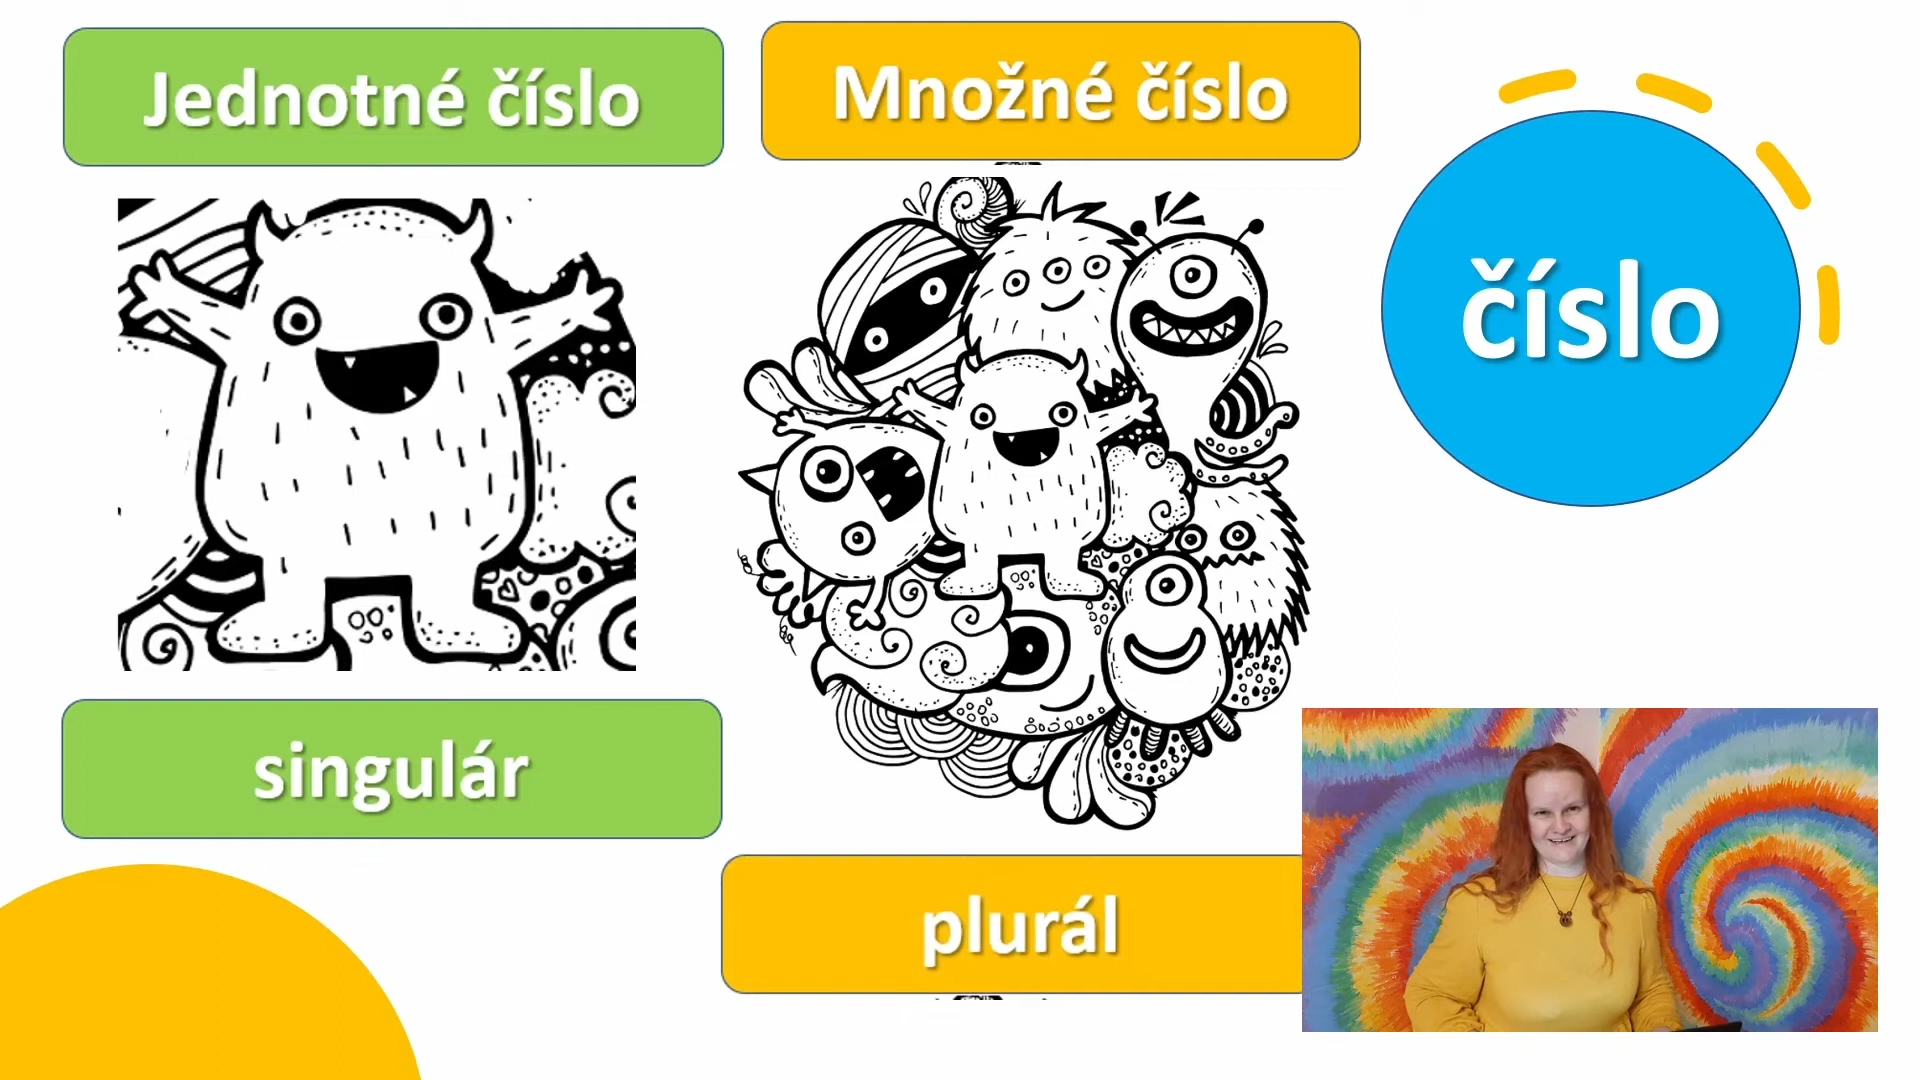 Jednotné číslo
Množné číslo
číslo
singulár
plurál